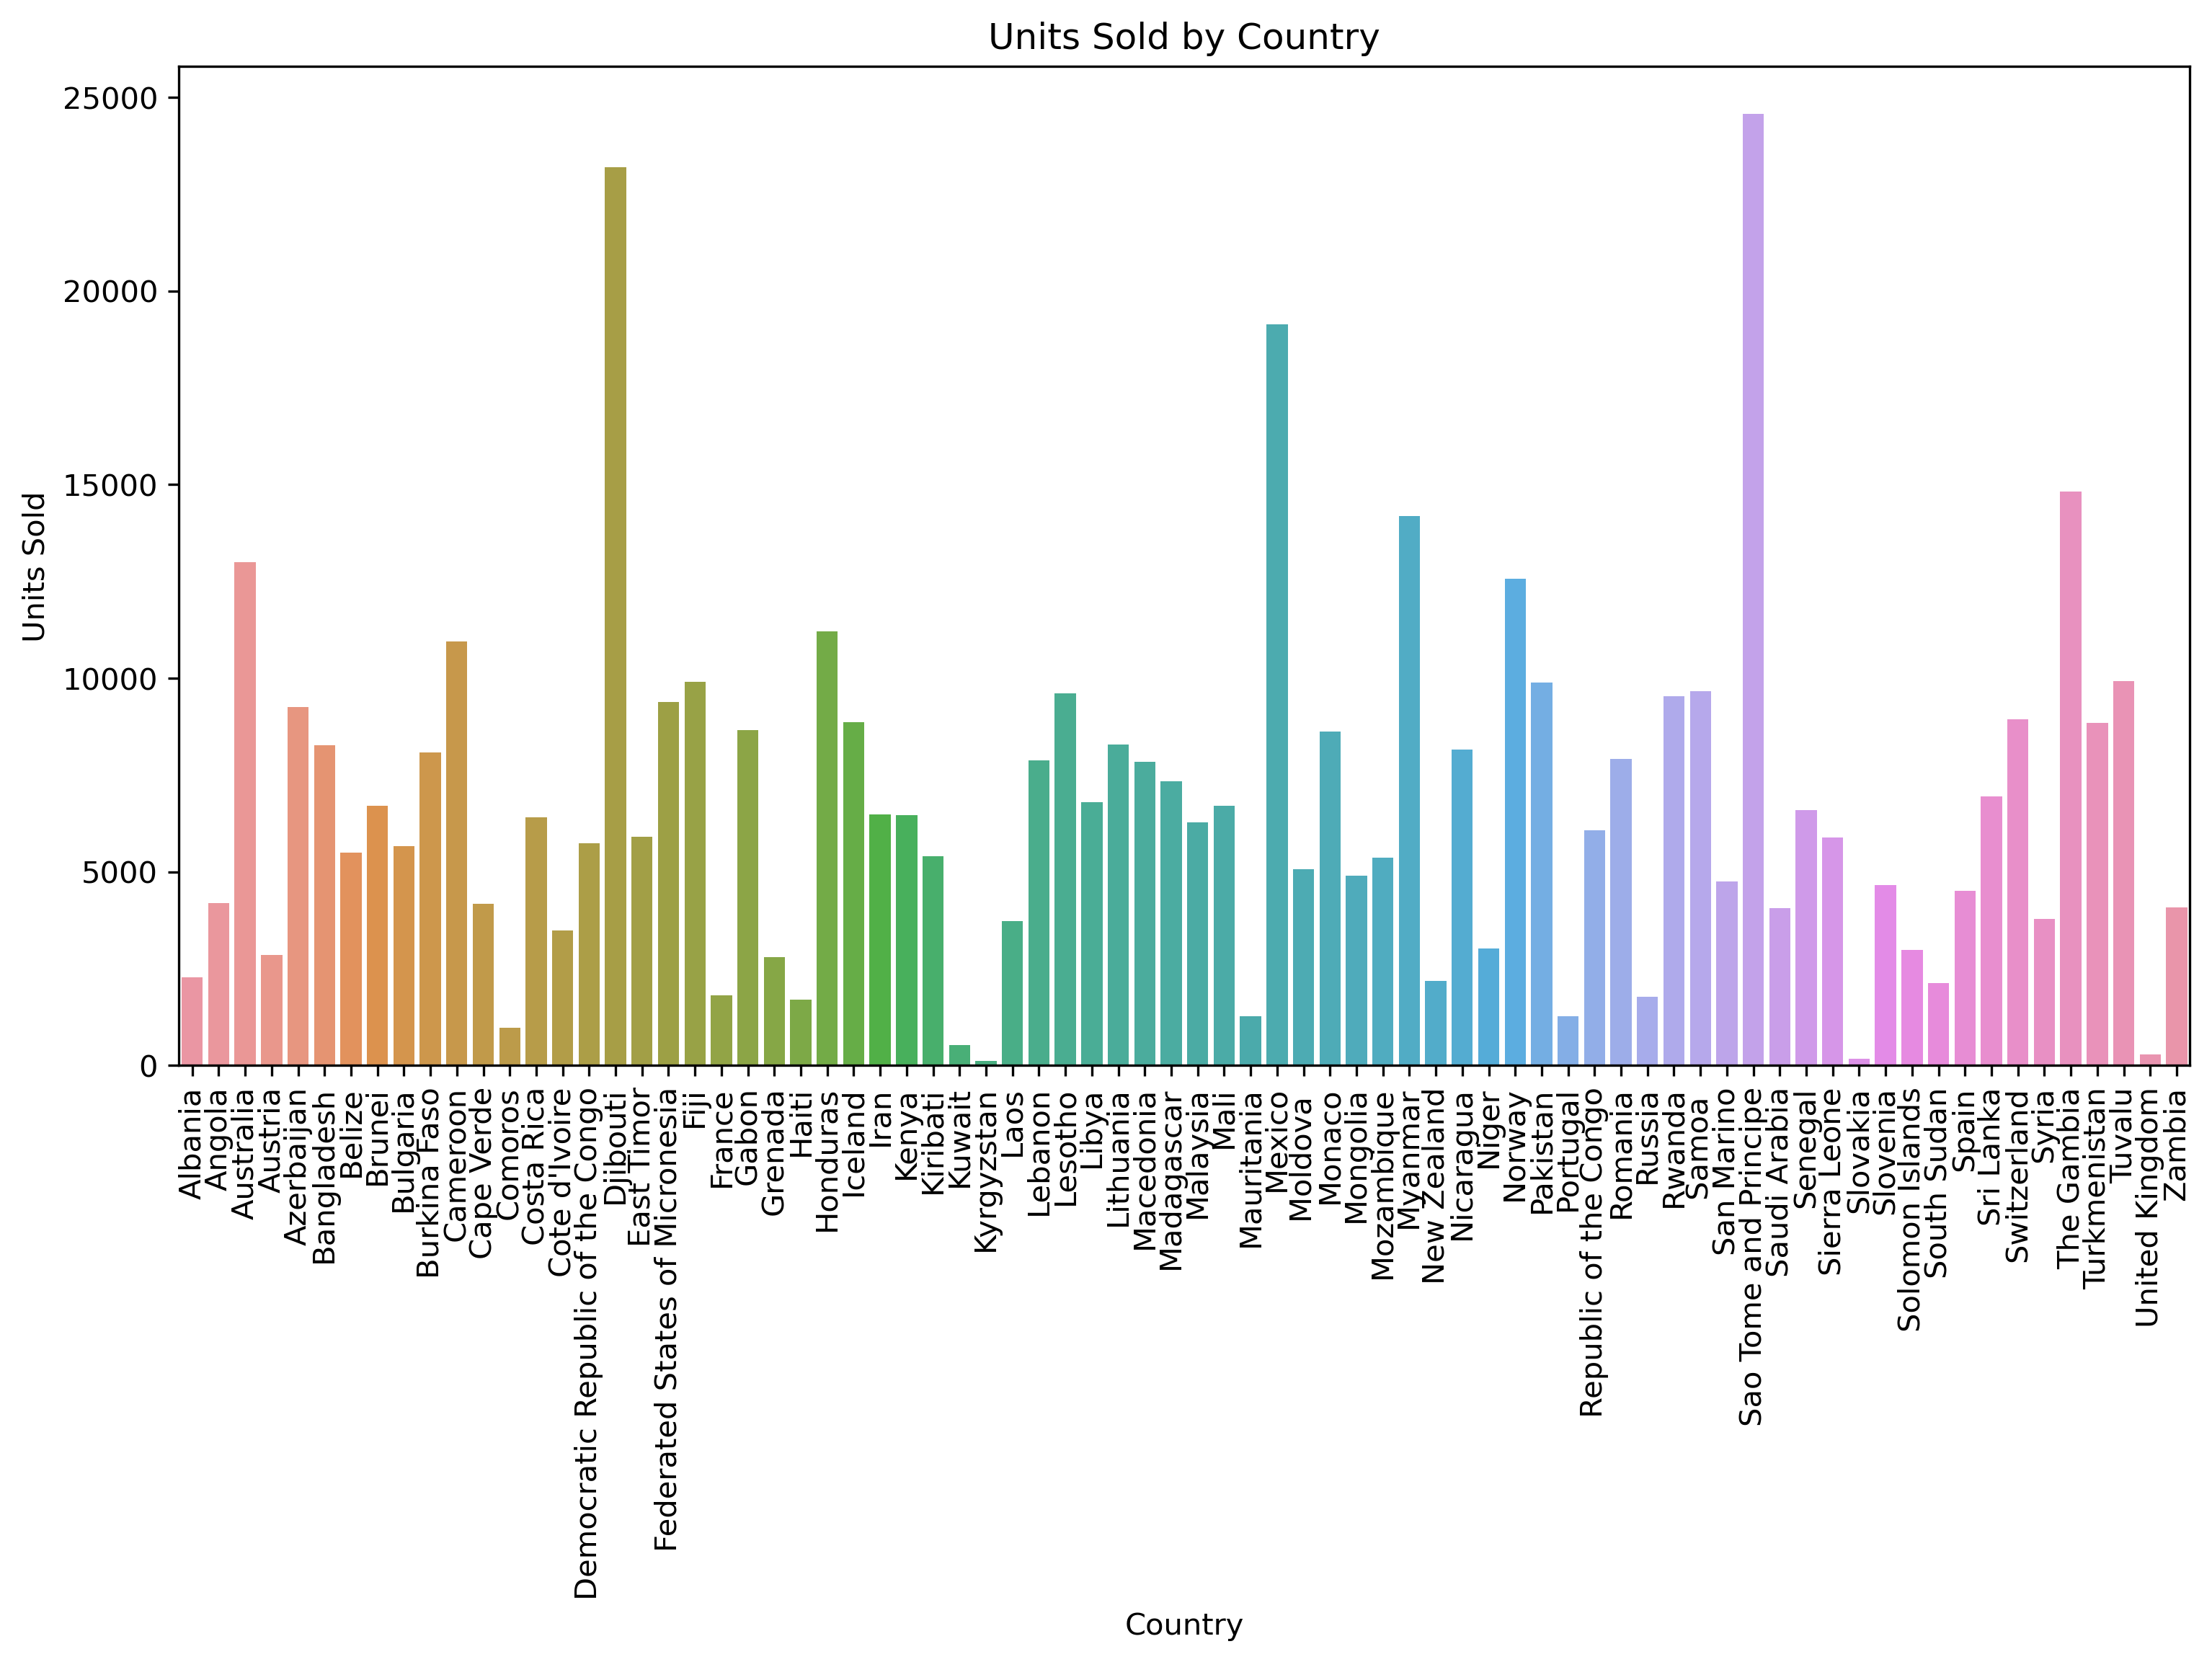 Units Sold by Country
Units Sold
25000
20000
15000
10000
5000
0
Albania
Angola
Australia
Austria
Azerbaijan
Bangladesh
Belize
Brunei
Bulgaria
Burkina Faso
Cameroon
Cape Verde
Comoros
Costa Rica
Cote d'Ivoire
Democratic Republic of the Congo
Djibouti
East Timor
Federated States of Micronesia
Fiji
France
Gabon
Grenada
Haiti
Honduras
Iceland
Iran
Kenya
Kiribati
Kuwait
Kyrgyzstan
Laos
Lebanon
Lesotho
Libya
Lithuania
Macedonia
Madagascar
Malaysia
Mali
Mauritania
Mexico
Moldova
Monaco
Mongolia
Mozambique
Myanmar
New Zealand
Nicaragua
Niger
Norway
Pakistan
Portugal
Republic of the Congo
Romania
Russia
Rwanda
Samoa
San Marino
Sao Tome and Principe
Saudi Arabia
Senegal
Sierra Leone
Slovakia
Slovenia
Solomon Islands
South Sudan
Spain
Sri Lanka
Switzerland
Syria
The Gambia
Turkmenistan
Tuvalu
United Kingdom
Zambia
Country